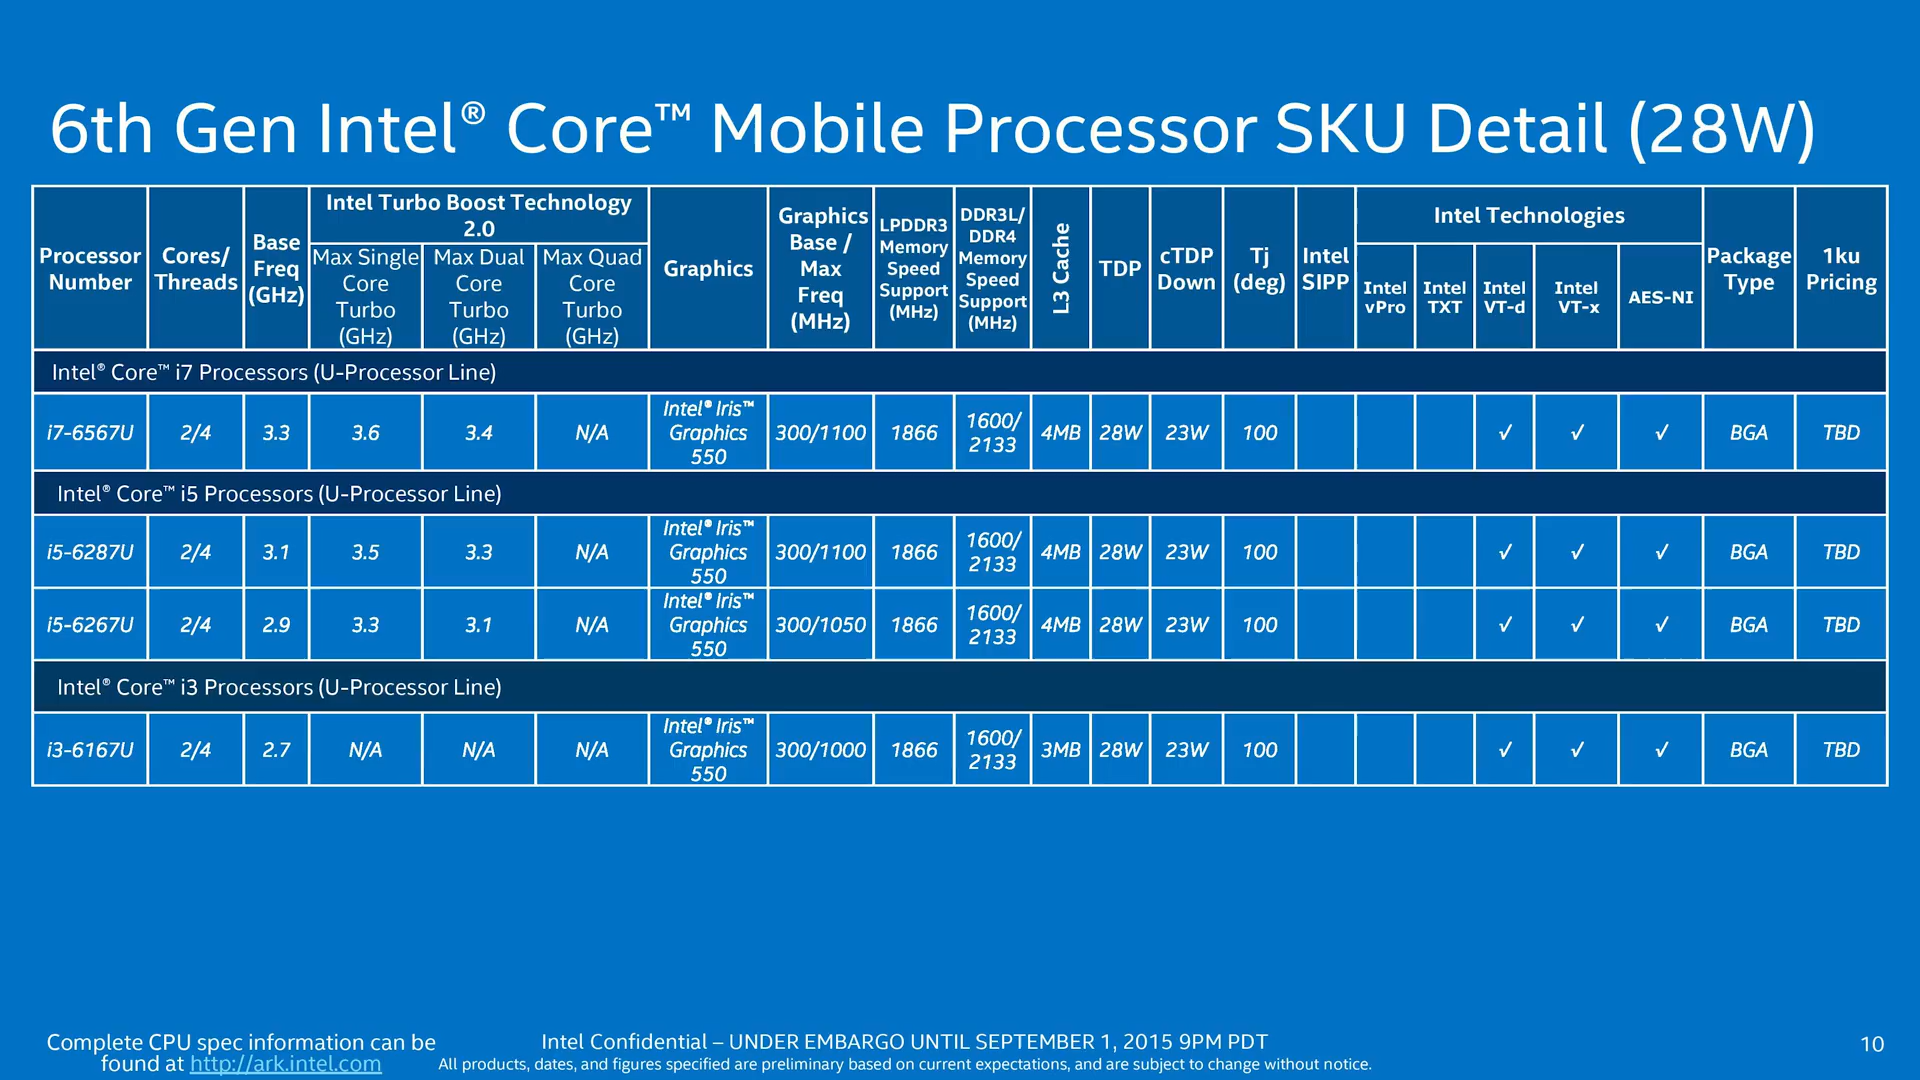 6th Gen Intel® Core™ Mobile Processor SKU Detail (28W)
Processor Number
Cores/ Threads
Base Freq (GHz)
Intel Turbo Boost Technology 2.0
Max Single Core Turbo (GHz)
Max Dual Core Turbo (GHz)
Max Quad Core Turbo (GHz)
Graphics
Graphics Base / Max Freq (MHz)
LPDDR3 Memory Speed Support (MHz)
DDR3L/ DDR4 Memory Speed Support (MHz)
L3 Cache
TDP
cTDP Down
Tj (deg)
Intel SIPP
Intel Technologies
Intel vPro
Intel TXT
Intel VT-d
Intel VT-x
AES-NI
Package Type
1ku Pricing
Intel® Core™ i7 Processors (U-Processor Line)
i7-6567U 2/4 3.3 3.6 3.4 N/A Intel® Iris™ Graphics 550 300/1100 1866 1600/ 2133 4MB 28W 23W 100 √ √ √ BGA TBD
Intel® Core™ i5 Processors (U-Processor Line)
i5-6287U 2/4 3.1 3.5 3.3 N/A Intel® Iris™ Graphics 550 300/1100 1866 1600/ 2133 4MB 28W 23W 100 √ √ √ BGA TBD
i5-6267U 2/4 2.9 3.3 3.1 N/A Intel® Iris™ Graphics 550 300/1050 1866 1600/ 2133 4MB 28W 23W 100 √ √ √ BGA TBD
Intel® Core™ i3 Processors (U-Processor Line)
i3-6167U 2/4 2.7 N/A N/A N/A Intel® Iris™ Graphics 550 300/1000 1866 1600/ 2133 3MB 28W 23W 100 √ √ √ BGA TBD
Complete CPU spec information can be
found at http://ark.intel.com
Intel Confidential – UNDER EMBARGO UNTIL SEPTEMBER 1, 2015 9PM PDT
All products, dates, and figures specified are preliminary based on current expectations, and are subject to change without notice.
10